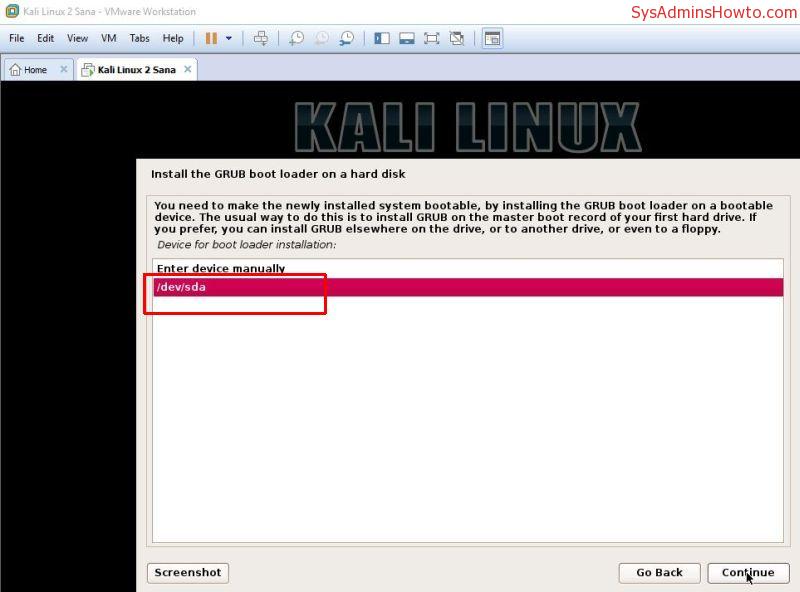 SysAdminsHowto.com
Kali Linux 2 Sana - VMware Workstation
File Edit View VM Tabs Help
Home Kali Linux 2 Sana
KALI LINUX
Install the GRUB boot loader on a hard disk
You need to make the newly installed system bootable, by installing the GRUB boot loader on a bootable
device. The usual way to do this is to install GRUB on the master boot record of your first hard drive. If
you prefer, you can install GRUB elsewhere on the drive, or to another drive, or even to a floppy.
Device for boot loader installation:
Enter device manually
/dev/sda
Screenshot Go Back Continue